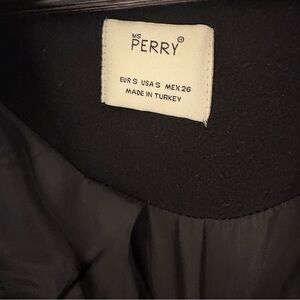 MS
PERRY®
EUR S USA S MEX 26
MADE IN TURKEY